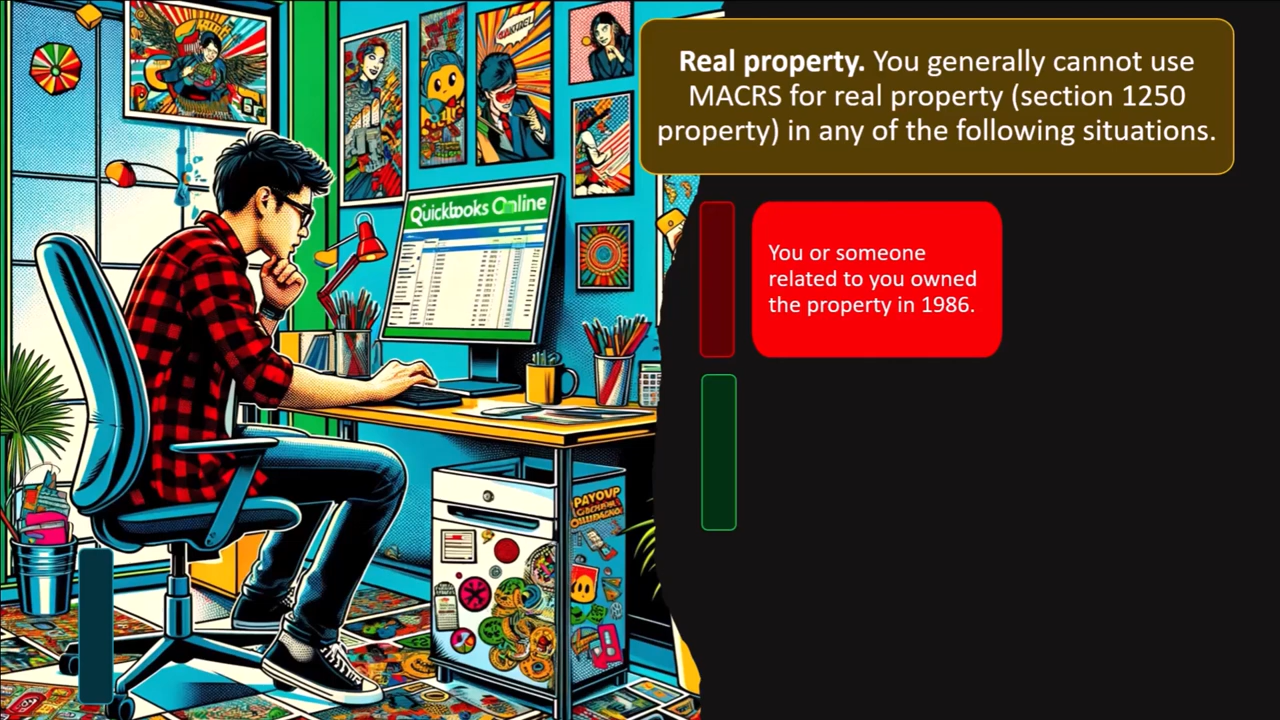 Real property. You generally cannot use
MACRS for real property (section 1250
property) in any of the following situations.
You or someone
related to you owned
the property in 1986.
Quickbooks Online
PAYOUP